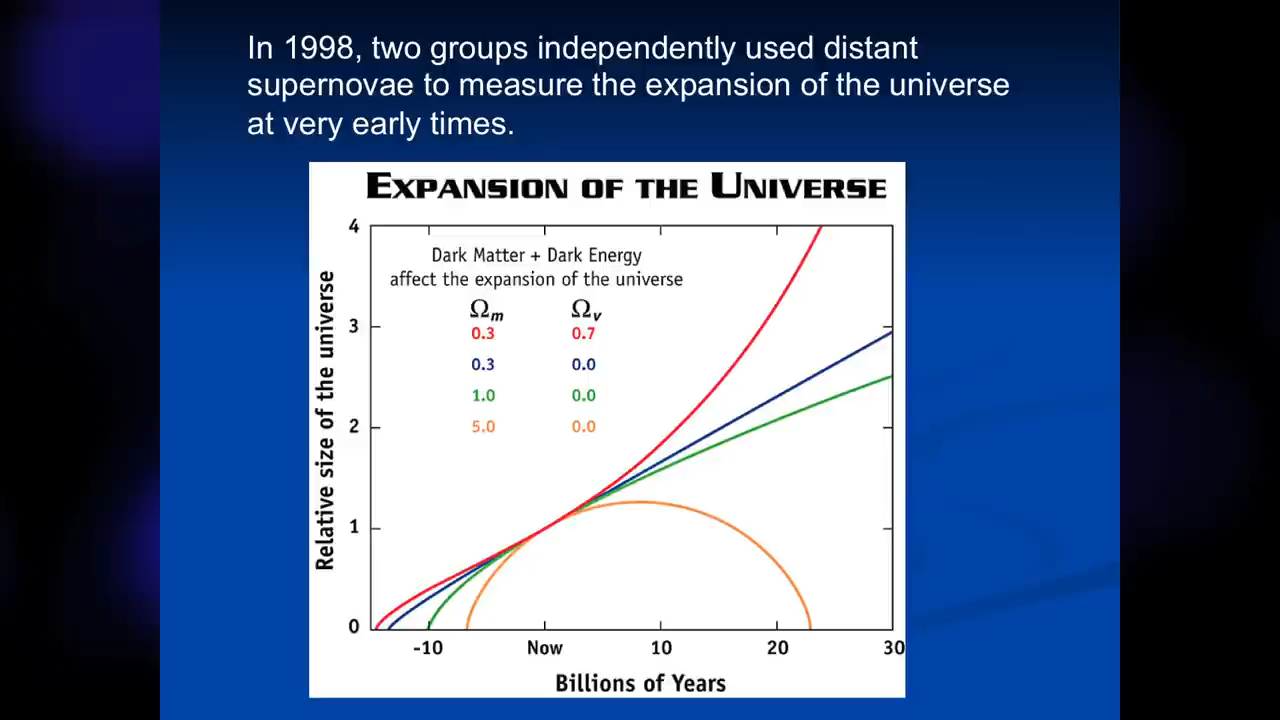 In 1998, two groups independently used distant
supernovae to measure the expansion of the universe
at very early times.
EXPANSION OF THE UNIVERSE
Dark Matter + Dark Energy
affect the expansion of the universe
Ωm Ωv
0.3 0.7
0.3 0.0
1.0 0.0
5.0 0.0
Relative size of the universe
4
3
2
1
0
-10 Now 10 20 30
Billions of Years